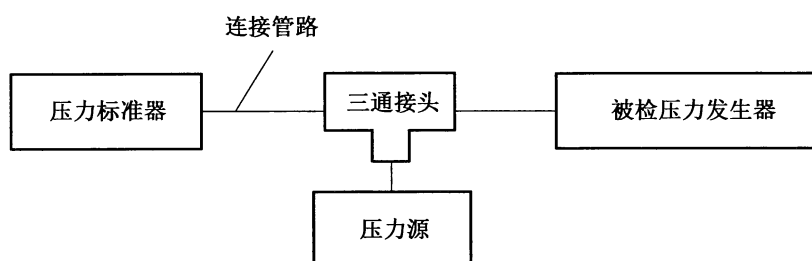 连接管路
压力标准器
三通接头
被检压力发生器
压力源